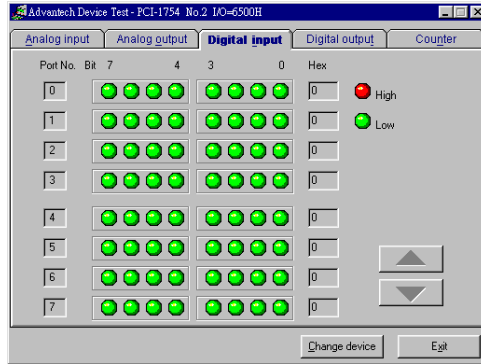 Advantech Device Test - PCI-1754 No.2 I/O=6500H
Analog input Analog output Digital input Digital output Counter
Port No. Bit 7 4 3 0 Hex
0 0 High
1 0 Low
2 0
3 0
4 0
5 0
6 0
7 0
Change device Exit